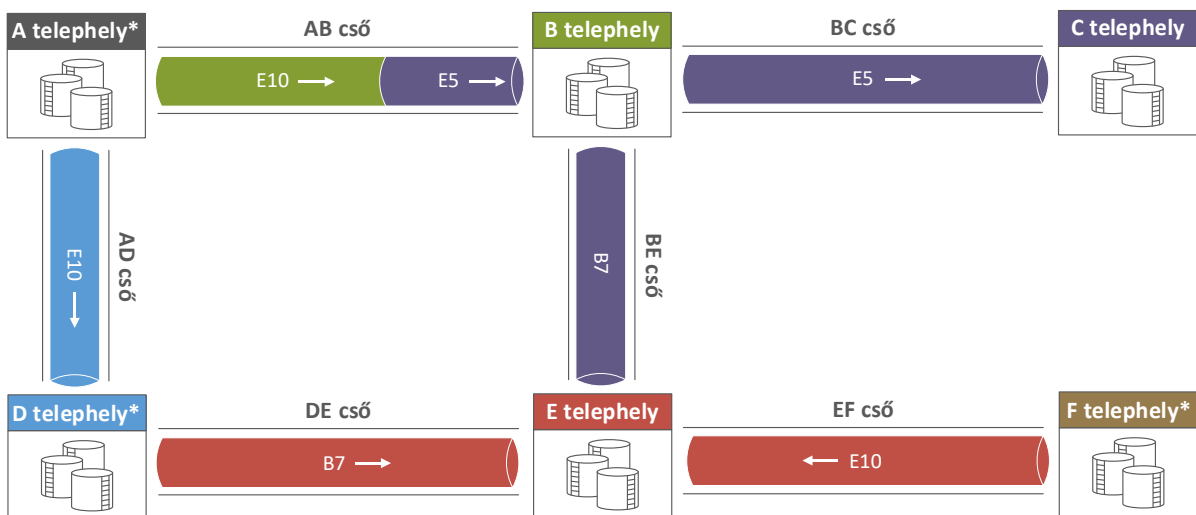 A telephely*
AB cső
B telephely
BC cső
C telephely
E10
E5
E5
E10
AD cső
B7
BE cső
D telephely*
DE cső
E telephely
EF cső
F telephely*
B7
E10